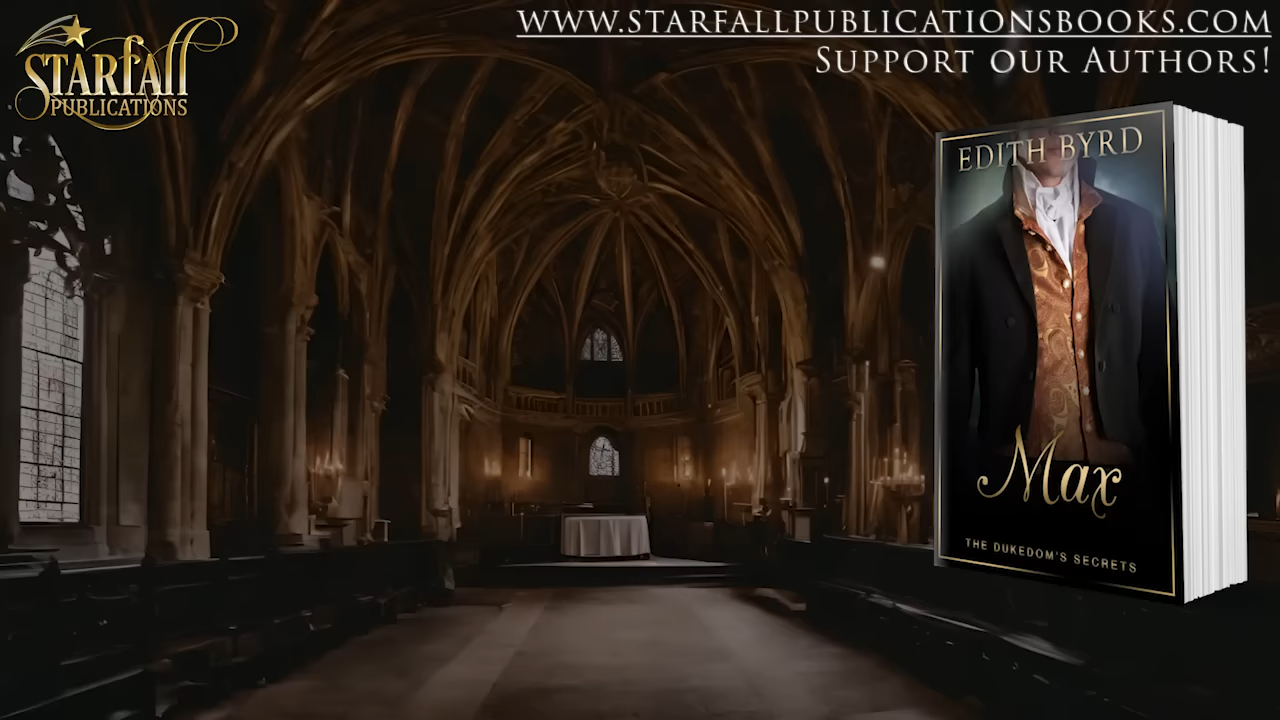 STARfall
PUBLICATIONS
WWW.STARFALLPUBLICATIONSBOOKS.COM
SUPPORT OUR AUTHORS!
EDITH BYRD
Max
THE DUKEDOM'S SECRETS